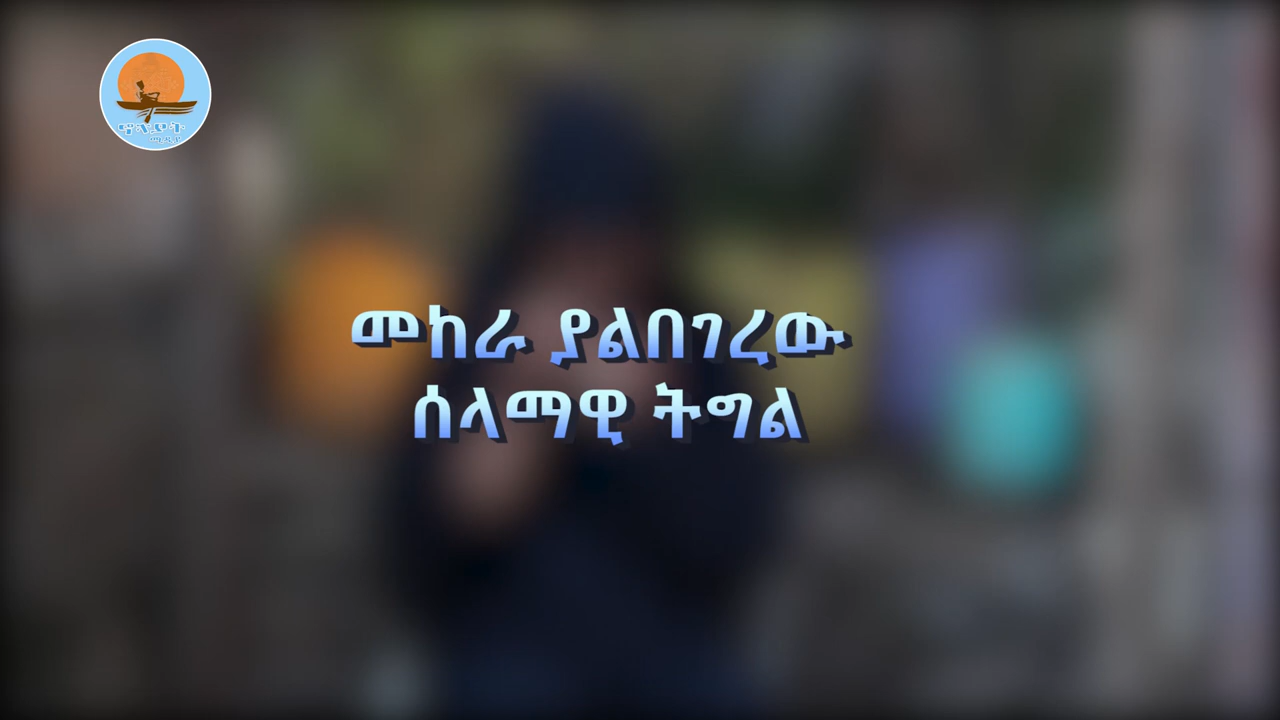 መከራ ያልበገረው
ሰላማዊ ትግል